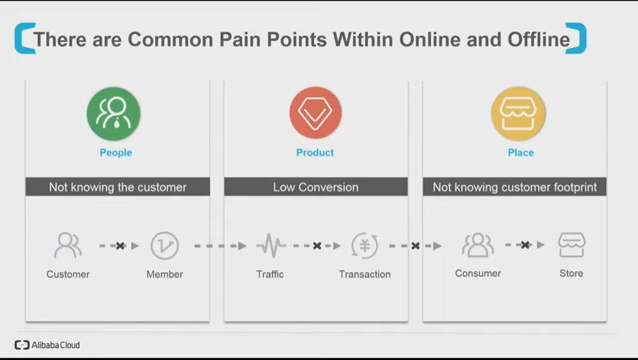 There are Common Pain Points Within Online and Offline
People
Product
Place
Not knowing the customer
Low Conversion
Not knowing customer footprint
Customer
Member
Traffic
Transaction
Consumer
Store
Alibaba Cloud